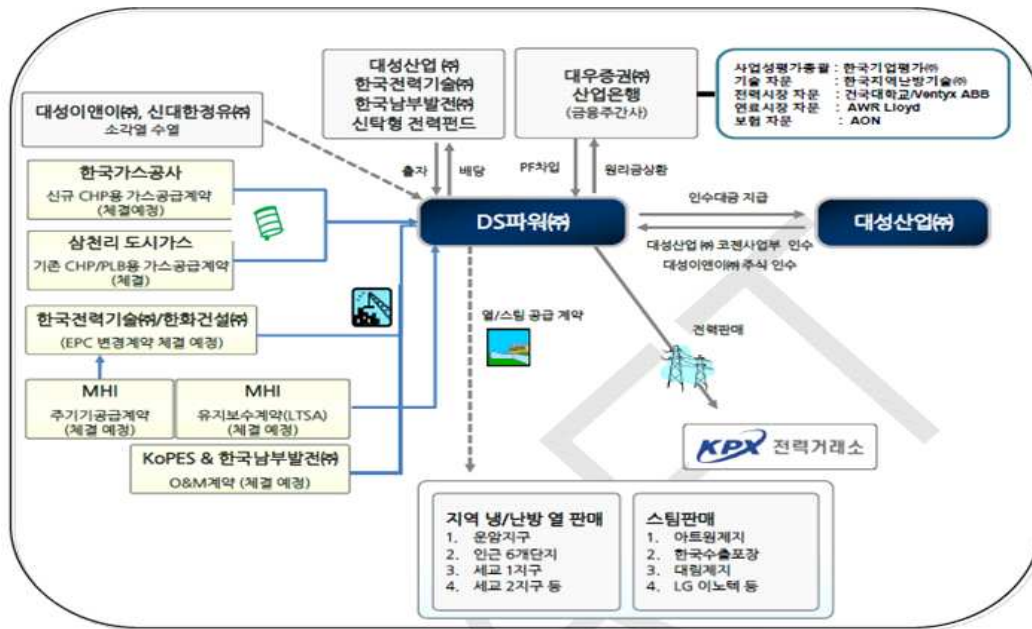 대성산업 ㈜
한국전력기술㈜
한국남부발전㈜
신탁형 전력펀드
대우증권㈜
산업은행
(금융주간사)
사업성평가총괄 : 한국기업평가㈜
기술 자문 : 한국지역난방기술㈜
전력시장 자문 : 건국대학교/Ventyx ABB
연료시장 자문 : AWR Lloyd
보험 자문 : AON
대성이앤이㈜, 신대한정유㈜
소각열 수열
출자
배당
PF차입
원리금상환
한국가스공사
신규 CHP용 가스공급계약
(체결예정)
DS파워㈜
인수대금 지급
대성산업㈜
대성산업 ㈜ 코젠사업부 인수
대성이앤이㈜ 주식 인수
삼천리 도시가스
기존 CHP/PLB용 가스공급계약
(체결)
열/스팀 공급 계약
전력판매
한국전력기술㈜/한화건설㈜
(EPC 변경계약 체결 예정)
MHI
주기기공급계약
(체결 예정)
MHI
유지보수계약(LTSA)
(체결 예정)
KPX 전력거래소
KoPES & 한국남부발전㈜
O&M계약 (체결 예정)
지역 냉/난방 열 판매
1. 운암지구
2. 인근 6개단지
3. 세교 1지구
4. 세교 2지구 등
스팀판매
1. 아트원제지
2. 한국수출포장
3. 대림제지
4. LG 이노텍 등